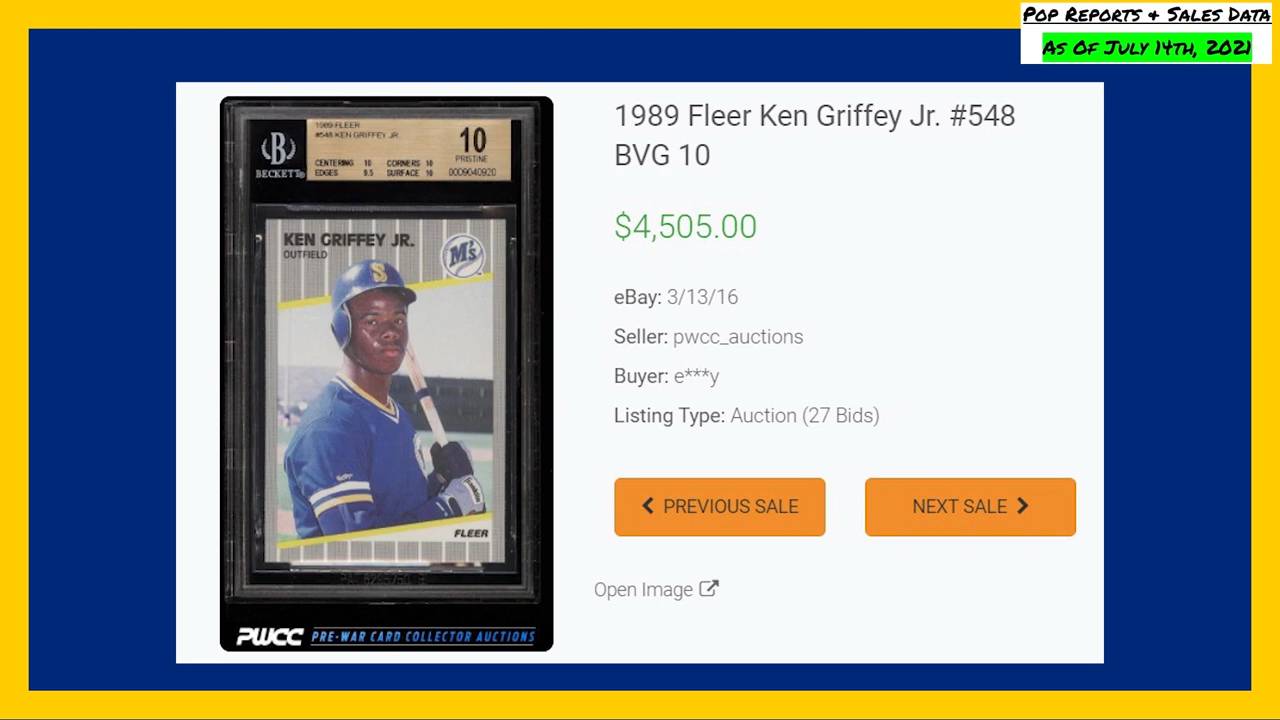 Pop Reports & Sales Data
As Of July 14th, 2021
1989 FLEER
#548 KEN GRIFFEY JR.
10
PRISTINE
CENTERING 10 CORNERS 10
EDGES 9.5 SURFACE 10
0009040920
B
BECKETT®
KEN GRIFFEY JR.
OUTFIELD
M's
S
Franklin
FLEER
PWCC PRE-WAR CARD COLLECTOR AUCTIONS
1989 Fleer Ken Griffey Jr. #548
BVG 10
$4,505.00
eBay: 3/13/16
Seller: pwcc_auctions
Buyer: e***y
Listing Type: Auction (27 Bids)
PREVIOUS SALE
NEXT SALE
Open Image